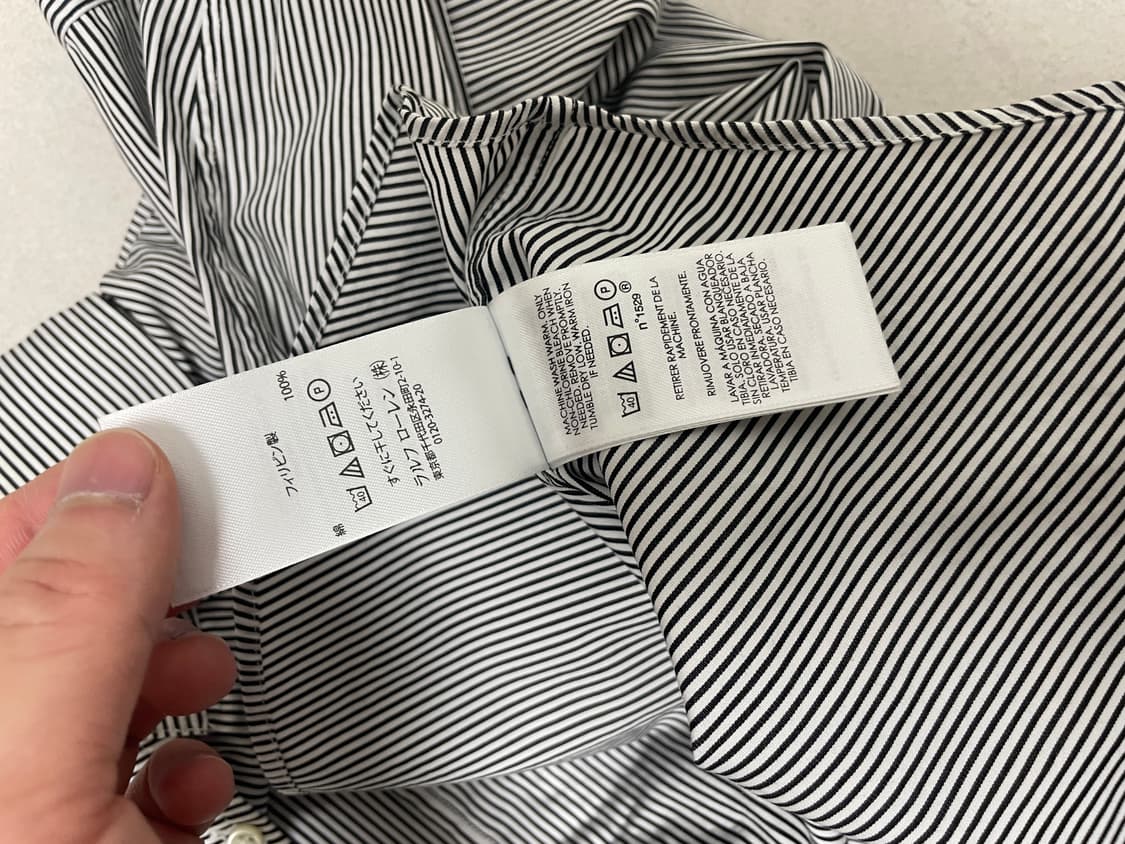 フィリピン製
綿 100%
40 P
すぐに干してください
ラルフ ローレン (株)
東京都千代田区永田町2-10-1
0120-3274-20
MACHINE WASH WARM. ONLY
NON-CHLORINE BLEACH WHEN
NEEDED. REMOVE PROMPTLY.
TUMBLE DRY LOW. WARM IRON
IF NEEDED.
40 P
®
n°1529
RETIRER RAPIDEMENT DE LA
MACHINE.
RIMUOVERE PRONTAMENTE.
LAVAR A MÁQUINA CON AGUA
TIBIA, SOLO USAR BLANQUEADOR
SIN CLORO EN CASO NECESARIO.
RETIRAR INMEDIATAMENTE DE LA
LAVADORA. SECADO A BAJA
TEMPERATURA. USAR PLANCHA
TIBIA EN CASO NECESARIO.